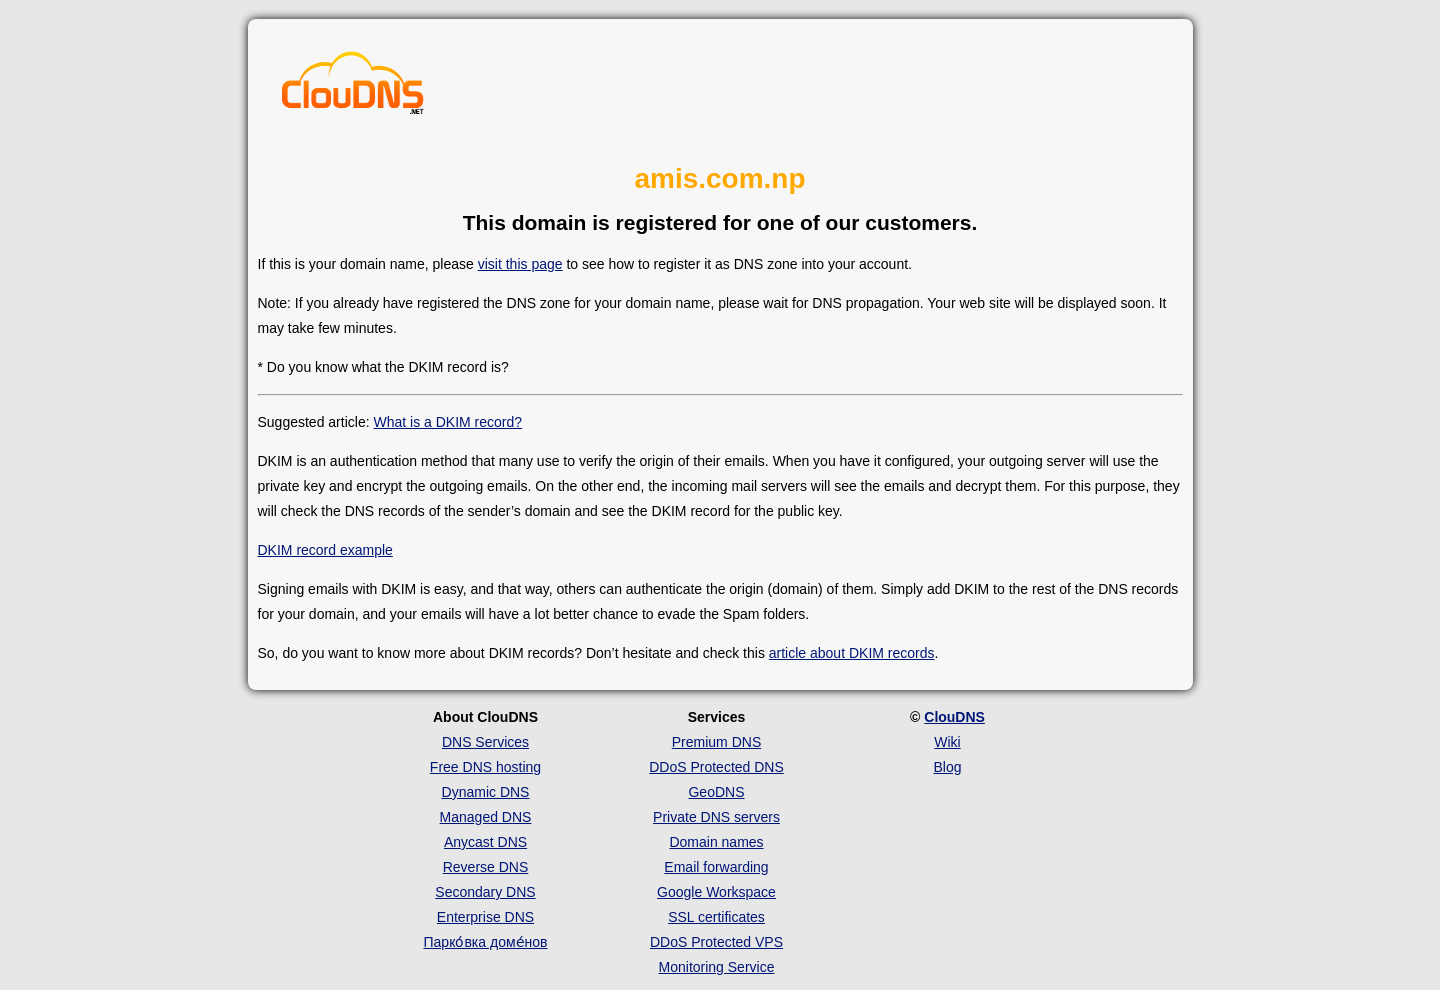 ClouDNS
.NET
amis.com.np
This domain is registered for one of our customers.
If this is your domain name, please visit this page to see how to register it as DNS zone into your account.
Note: If you already have registered the DNS zone for your domain name, please wait for DNS propagation. Your web site will be displayed soon. It
may take few minutes.
* Do you know what the DKIM record is?
Suggested article: What is a DKIM record?
DKIM is an authentication method that many use to verify the origin of their emails. When you have it configured, your outgoing server will use the
private key and encrypt the outgoing emails. On the other end, the incoming mail servers will see the emails and decrypt them. For this purpose, they
will check the DNS records of the sender’s domain and see the DKIM record for the public key.
DKIM record example
Signing emails with DKIM is easy, and that way, others can authenticate the origin (domain) of them. Simply add DKIM to the rest of the DNS records
for your domain, and your emails will have a lot better chance to evade the Spam folders.
So, do you want to know more about DKIM records? Don’t hesitate and check this article about DKIM records.
About ClouDNS
DNS Services
Free DNS hosting
Dynamic DNS
Managed DNS
Anycast DNS
Reverse DNS
Secondary DNS
Enterprise DNS
Парко́вка доме́нов
Services
Premium DNS
DDoS Protected DNS
GeoDNS
Private DNS servers
Domain names
Email forwarding
Google Workspace
SSL certificates
DDoS Protected VPS
Monitoring Service
© ClouDNS
Wiki
Blog